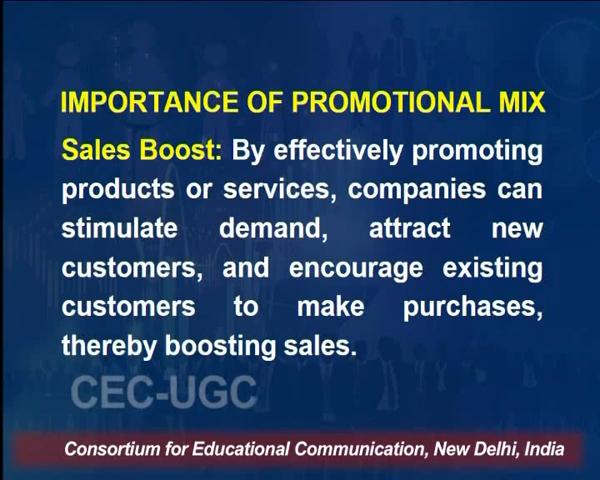 IMPORTANCE OF PROMOTIONAL MIX
Sales Boost: By effectively promoting
products or services, companies can
stimulate demand, attract new
customers, and encourage existing
customers to make purchases,
thereby boosting sales.
CEC-UGC
Consortium for Educational Communication, New Delhi, India